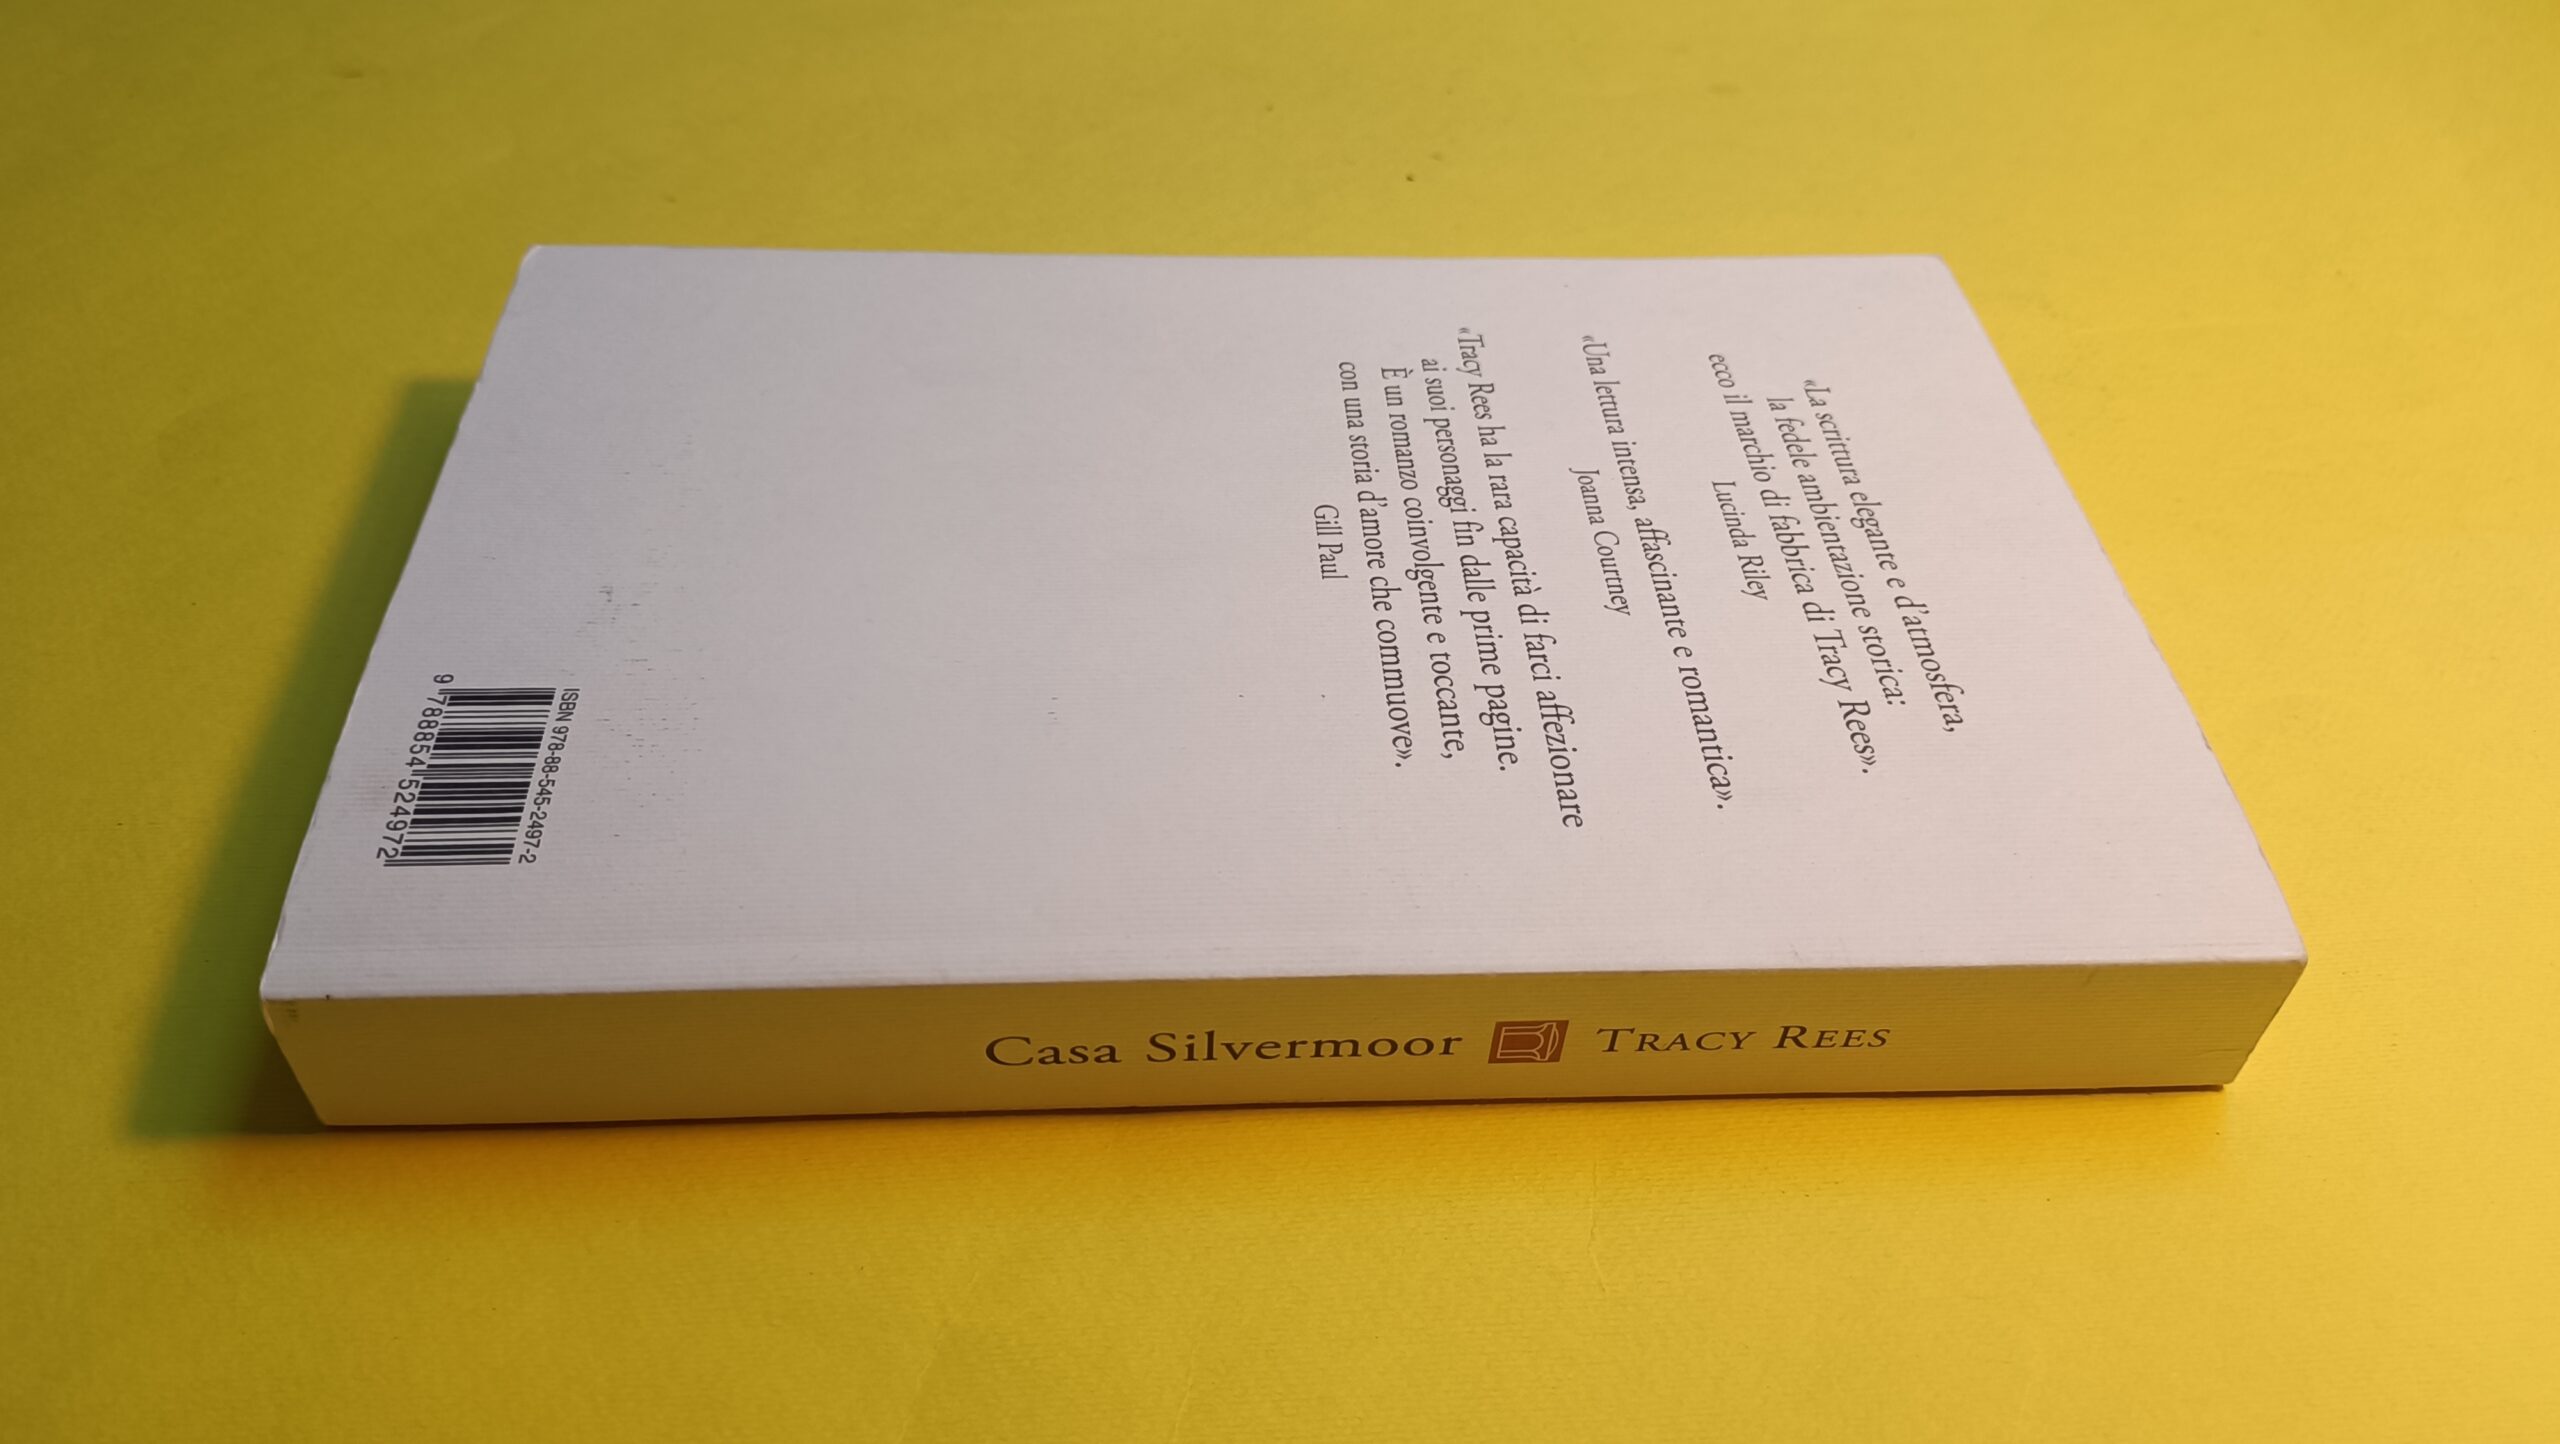 «La scrittura elegante e d'atmosfera,
la fedele ambientazione storica:
ecco il marchio di fabbrica di Tracy Rees».
Lucinda Riley
«Una lettura intensa, affascinante e romantica».
Joanna Courtney
«Tracy Rees ha la rara capacità di farci affezionare
ai suoi personaggi fin dalle prime pagine.
È un romanzo coinvolgente e toccante,
con una storia d'amore che commuove».
Gill Paul
ISBN 978-88-545-2497-2
9 788854 524972
Casa Silvermoor
TRACY REES